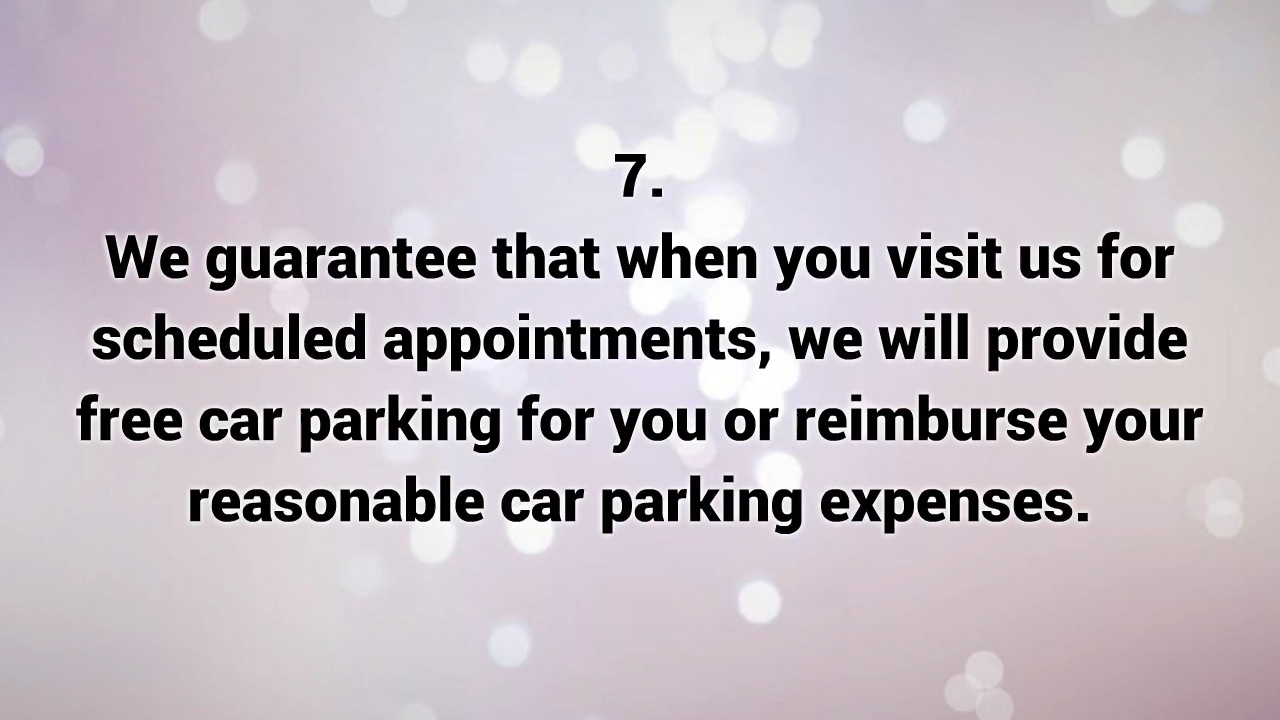 7.
We guarantee that when you visit us for
scheduled appointments, we will provide
free car parking for you or reimburse your
reasonable car parking expenses.